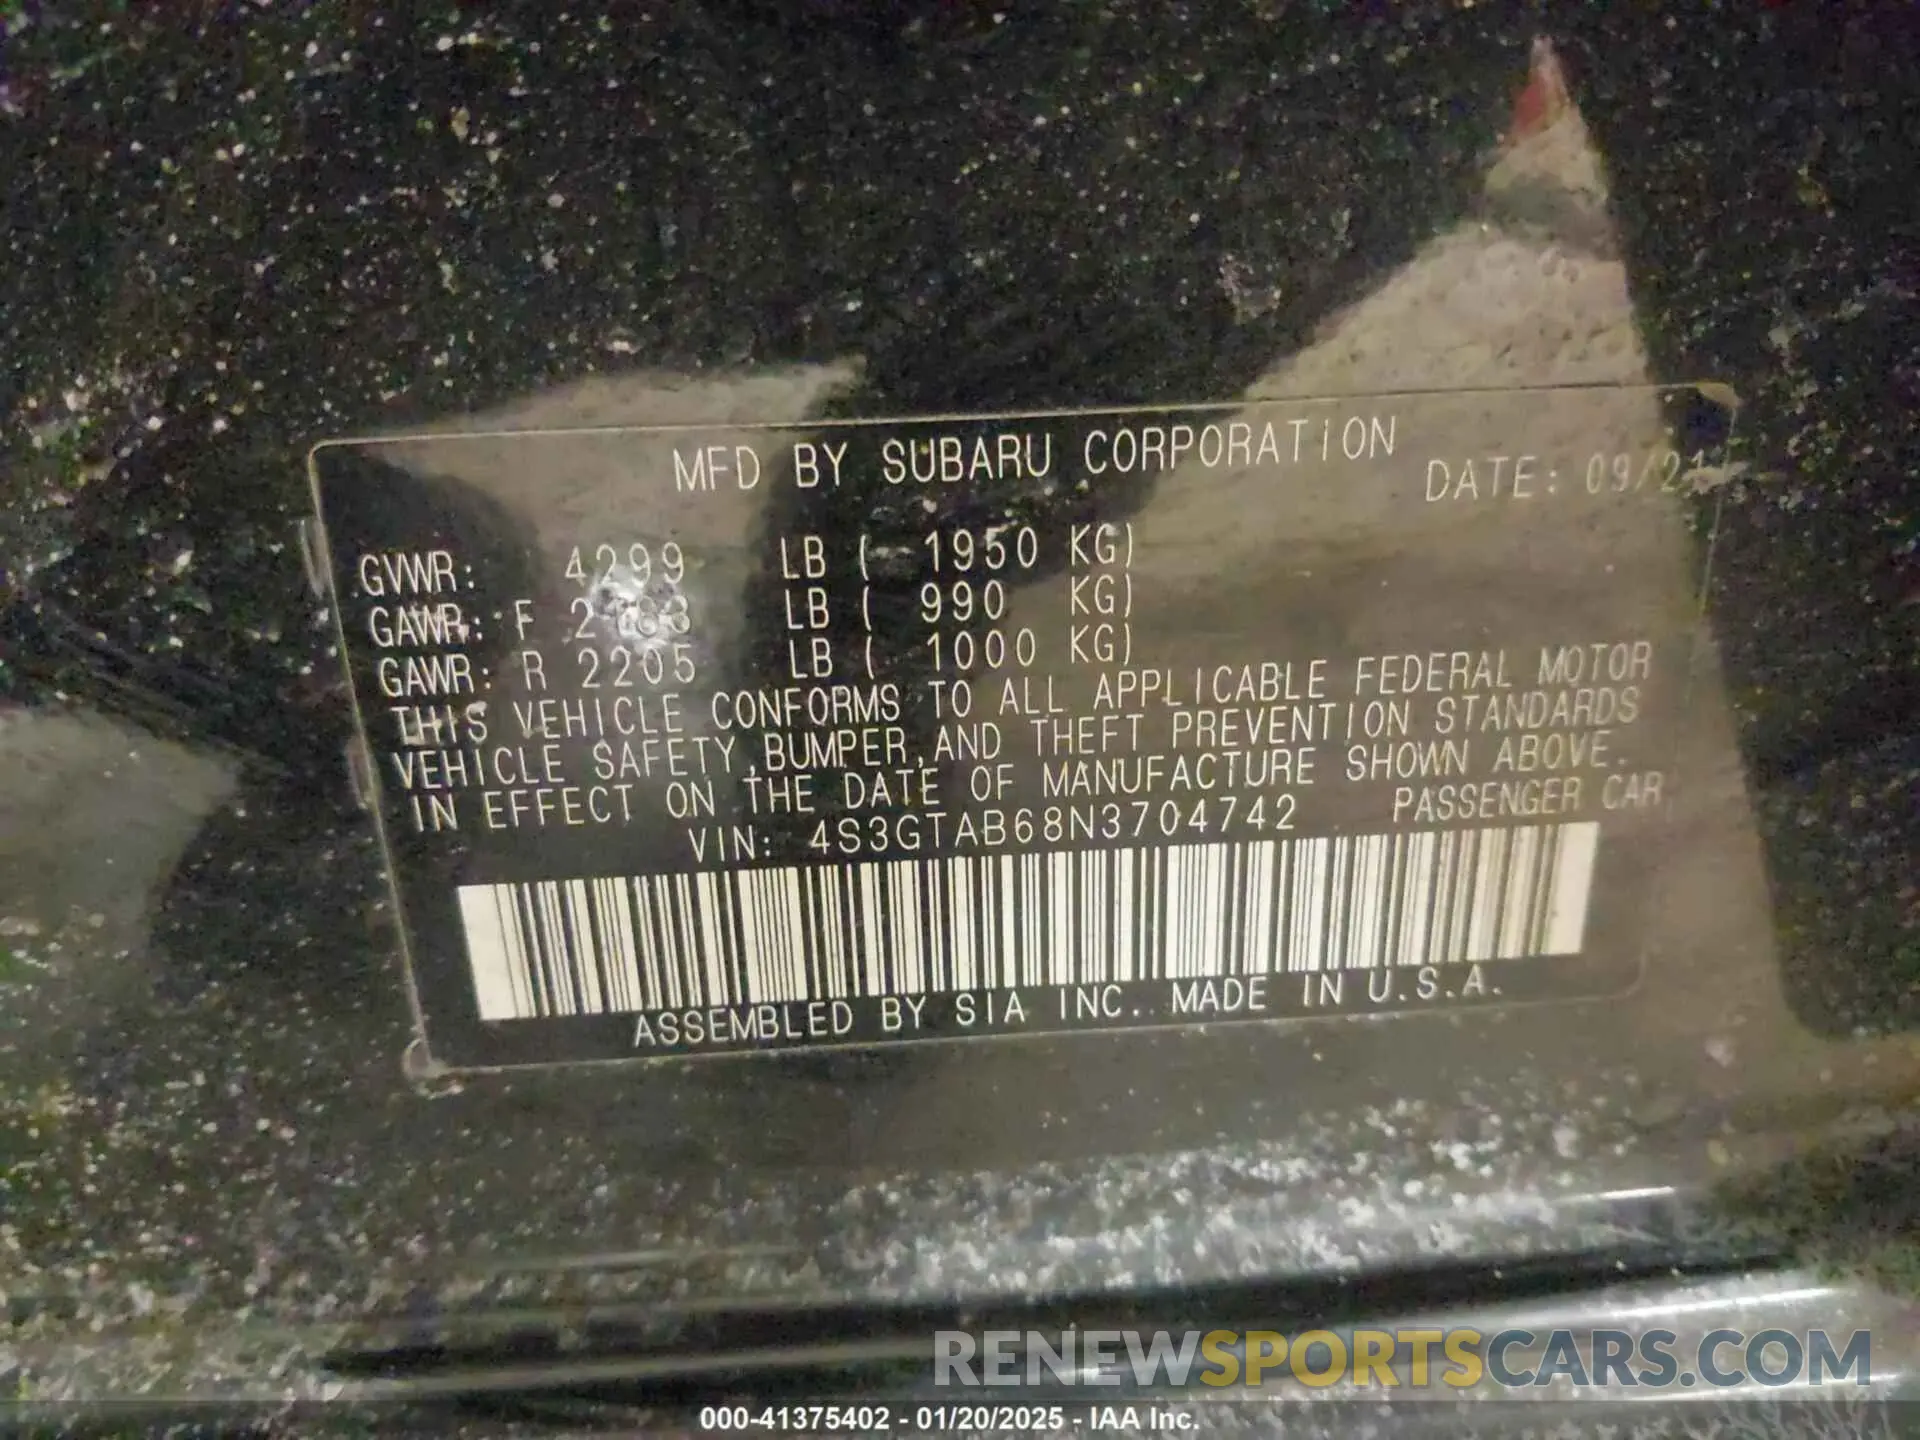 MFD BY SUBARU CORPORATION
DATE: 09/21
GVWR: 4299 LB ( 1950 KG)
GAWR: F 2183 LB ( 990 KG)
GAWR: R 2205 LB ( 1000 KG)
THIS VEHICLE CONFORMS TO ALL APPLICABLE FEDERAL MOTOR
VEHICLE SAFETY,BUMPER,AND THEFT PREVENTION STANDARDS
IN EFFECT ON THE DATE OF MANUFACTURE SHOWN ABOVE.
VIN: 4S3GTAB68N3704742 PASSENGER CAR
ASSEMBLED BY SIA INC. MADE IN U.S.A.
RENEWSPORTSCARS.COM
000-41375402 - 01/20/2025 - IAA Inc.